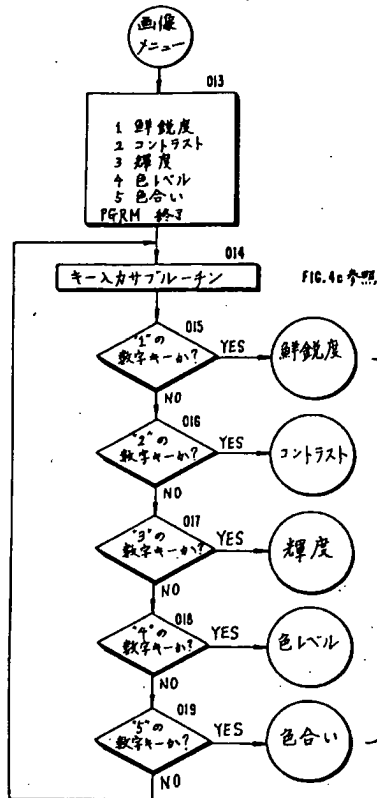 画像
メニュー
013
1 鮮鋭度
2 コントラスト
3 輝度
4 色レベル
5 色合い
PGRM 終了
014
キー入力サブルーチン
FIG.4c参照
015
"1"の
数字キーか?
YES
鮮鋭度
NO
016
"2"の
数字キーか?
YES
コントラスト
NO
017
"3"の
数字キーか?
YES
輝度
NO
018
"4"の
数字キーか?
YES
色レベル
NO
019
"5"の
数字キーか?
YES
色合い
NO